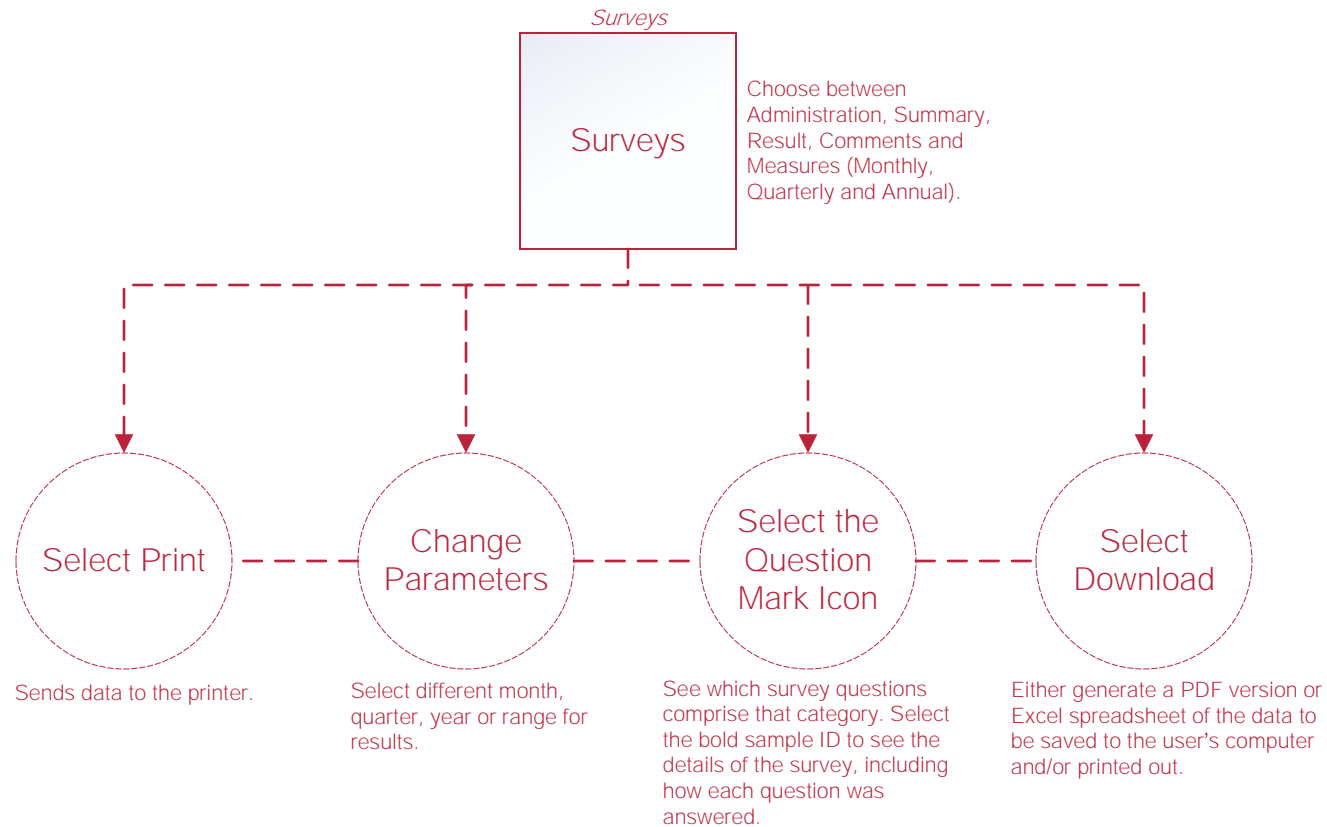 Surveys
Surveys
Choose between
Administration, Summary,
Result, Comments and
Measures (Monthly,
Quarterly and Annual).
Select Print
Sends data to the printer.
Change
Parameters
Select different month,
quarter, year or range for
results.
Select the
Question
Mark Icon
See which survey questions
comprise that category. Select
the bold sample ID to see the
details of the survey, including
how each question was
answered.
Select
Download
Either generate a PDF version or
Excel spreadsheet of the data to
be saved to the user’s computer
and/or printed out.